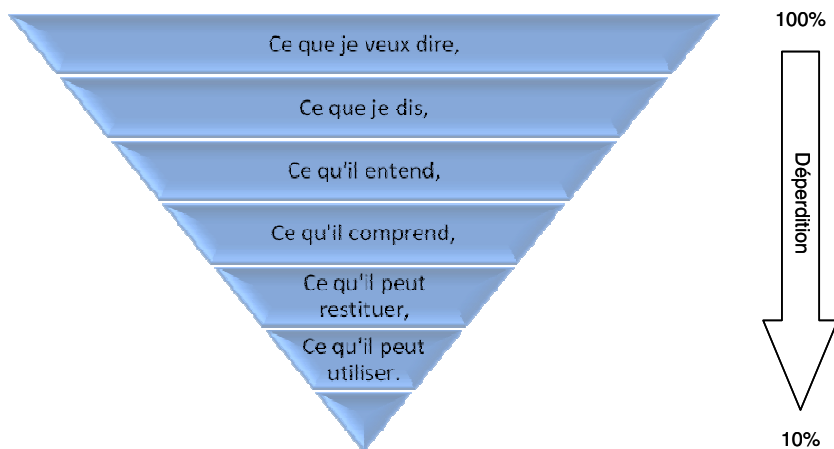 Ce que je veux dire,
100%
Ce que je dis,
Ce qu'il entend,
Ce qu'il comprend,
Ce qu'il peut
restituer,
Ce qu'il peut
utiliser.
Déperdition
10%